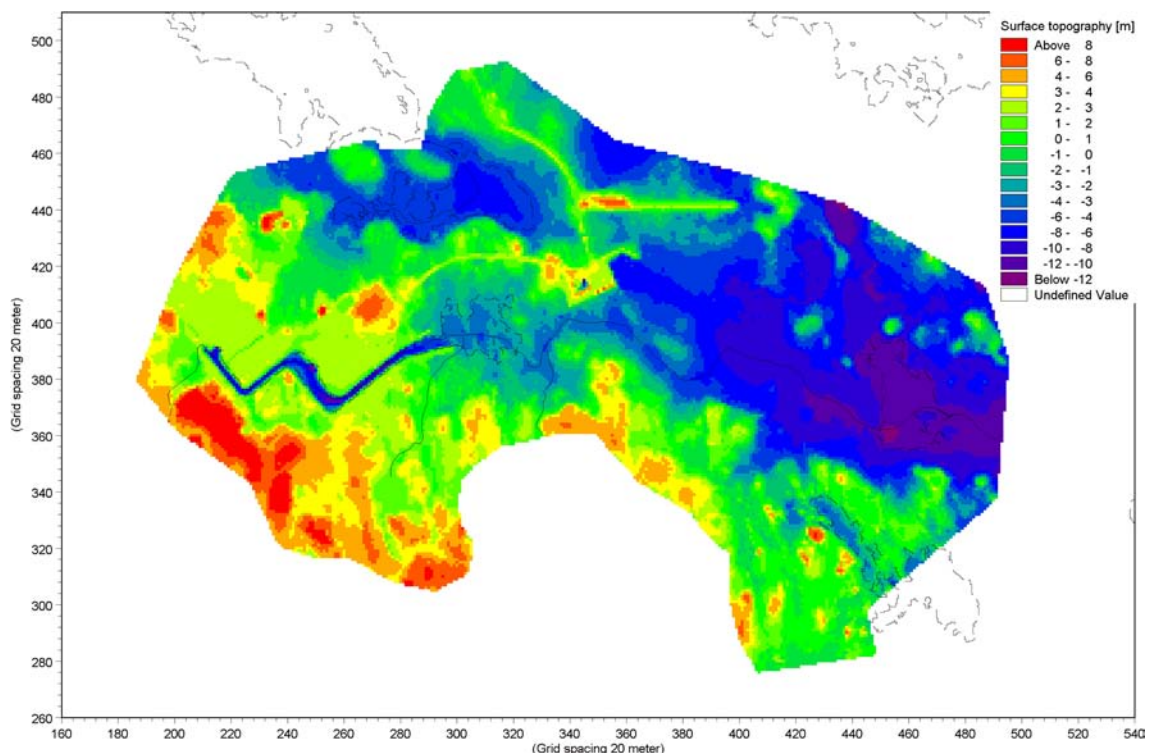 Surface topography [m]
Above 8
6 - 8
4 - 6
3 - 4
2 - 3
1 - 2
0 - 1
-1 - 0
-2 - -1
-3 - -2
-4 - -3
-6 - -4
-8 - -6
-10 - -8
-12 - -10
Below -12
Undefined Value
(Grid spacing 20 meter)
500
480
460
440
420
400
380
360
340
320
300
280
260
160 180 200 220 240 260 280 300 320 340 360 380 400 420 440 460 480 500 520 540
(Grid spacing 20 meter)